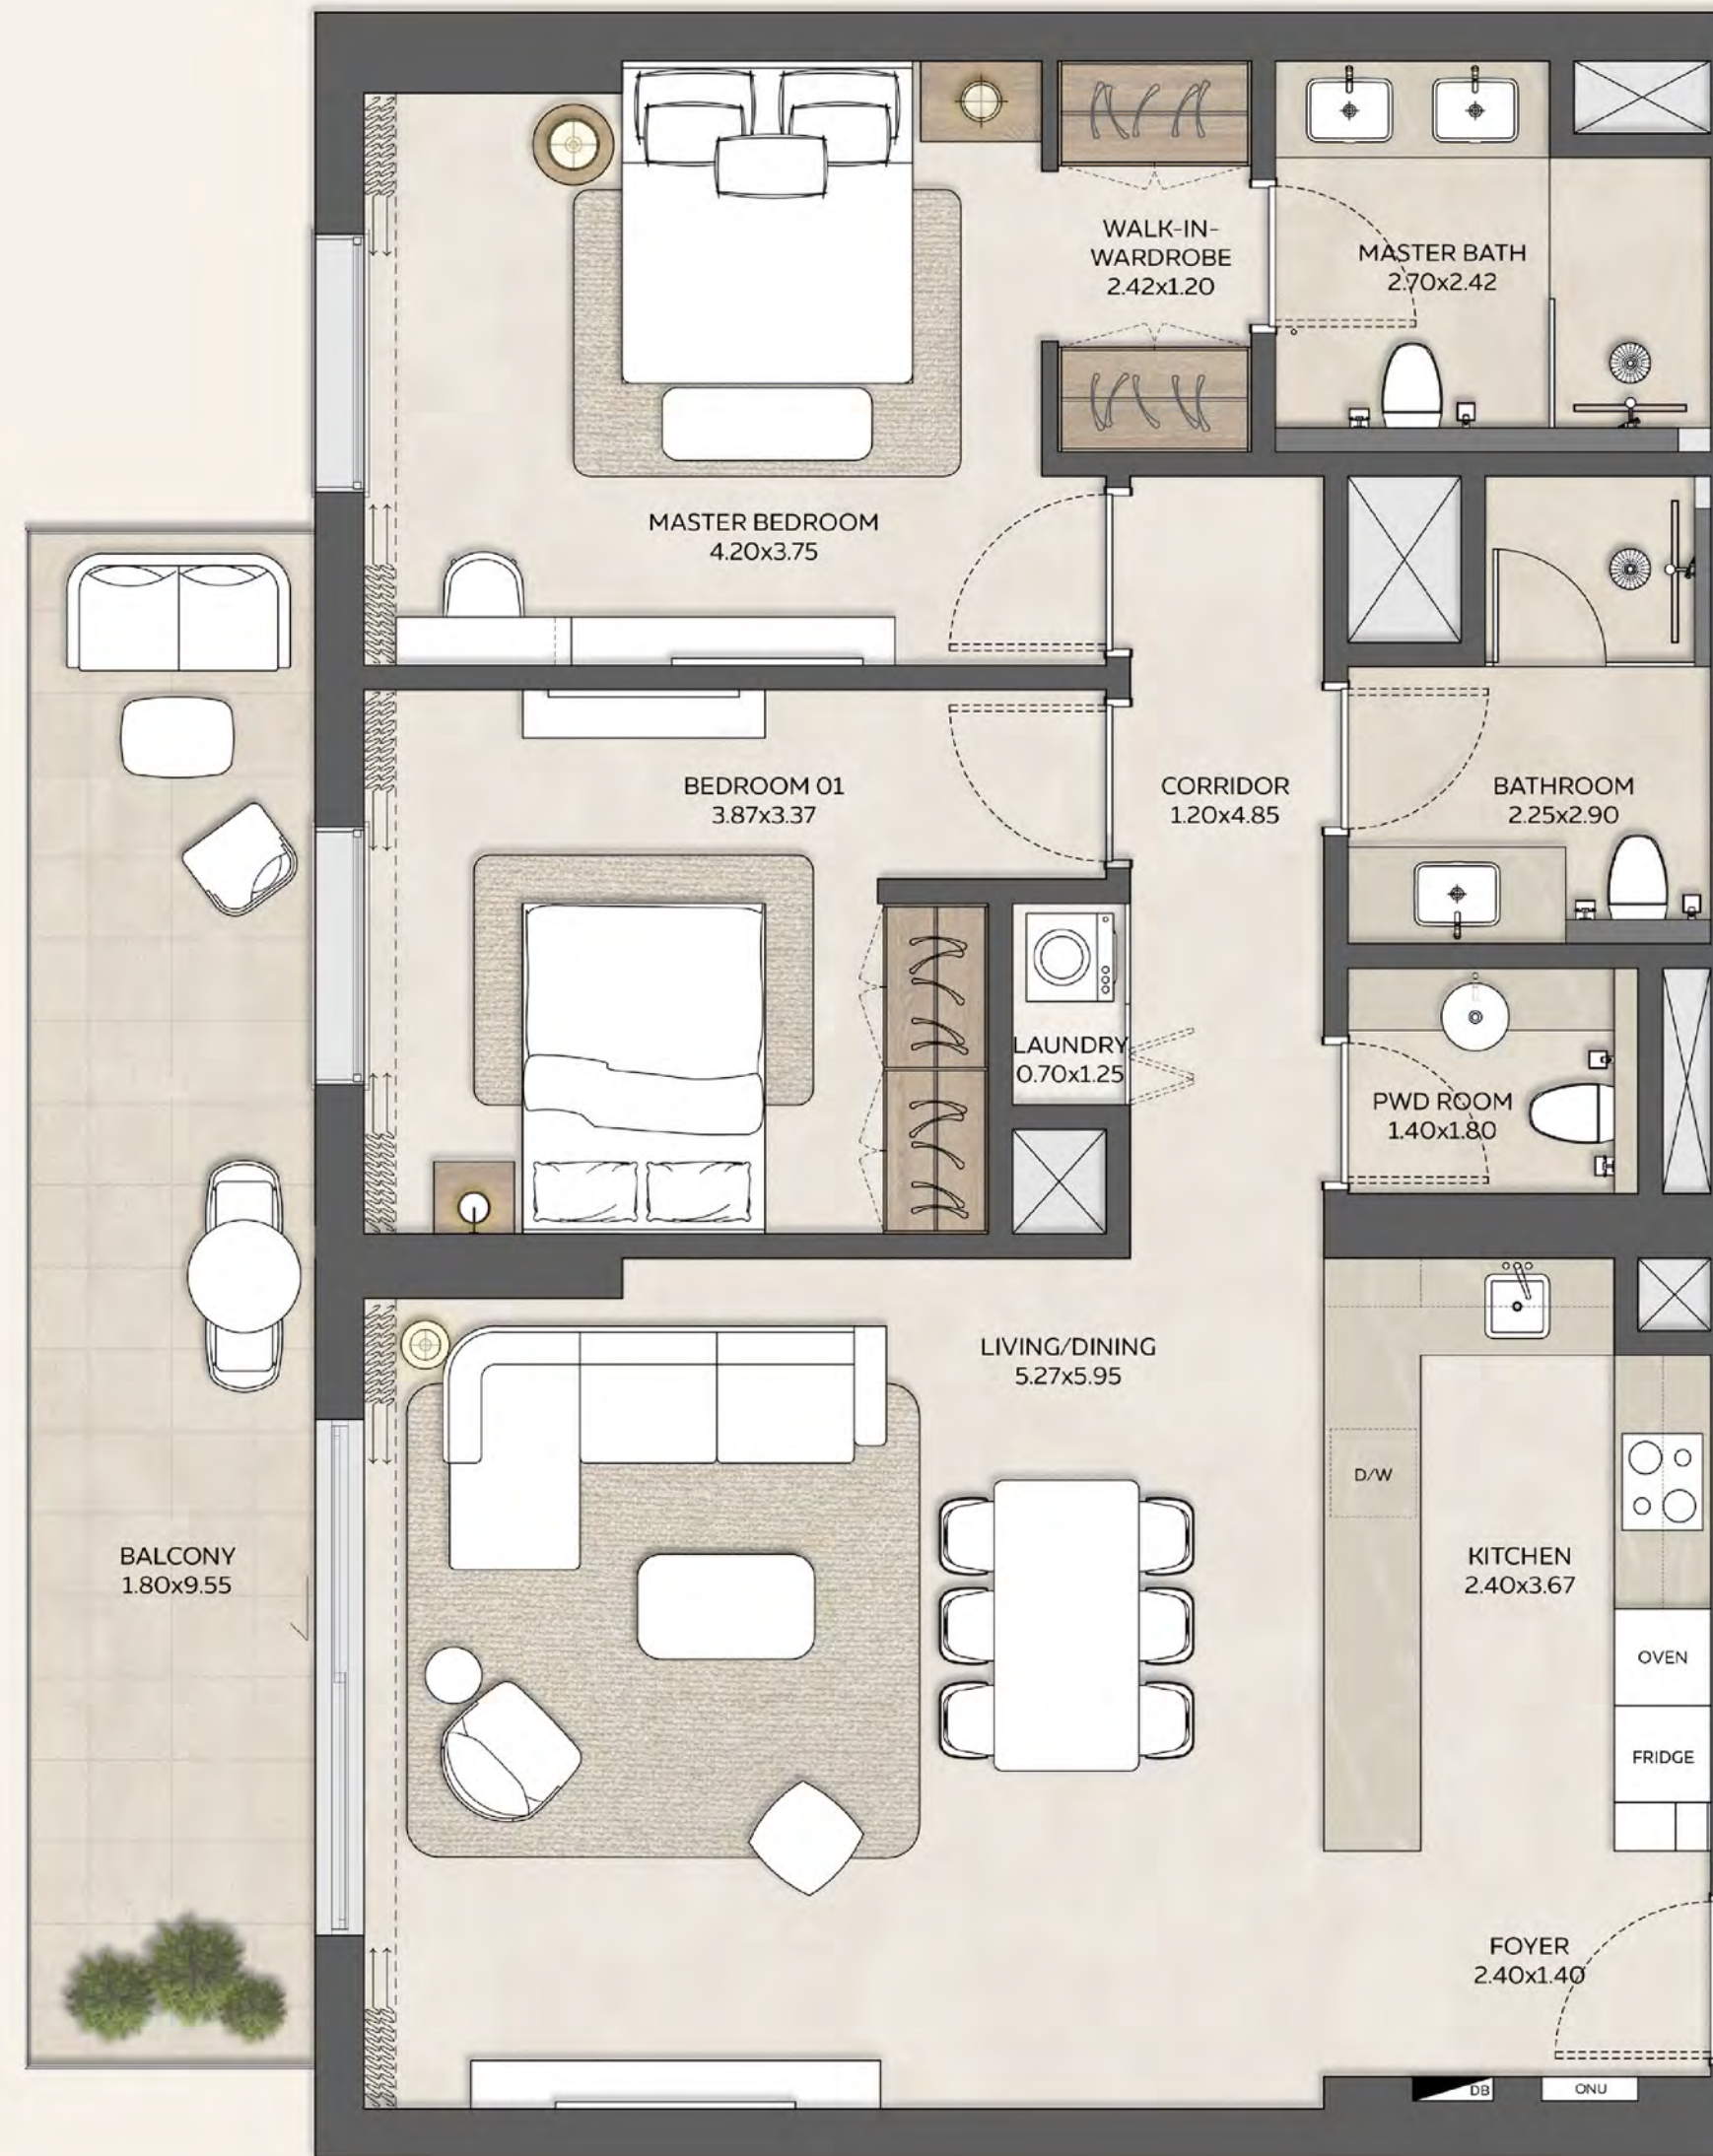 WALK-IN-
WARDROBE
2.42x1.20
MASTER BATH
2.70x2.42
MASTER BEDROOM
4.20x3.75
BEDROOM 01
3.87x3.37
CORRIDOR
1.20x4.85
BATHROOM
2.25x2.90
LAUNDRY
0.70x1.25
PWD ROOM
1.40x1.80
LIVING/DINING
5.27x5.95
D/W
BALCONY
1.80x9.55
KITCHEN
2.40x3.67
OVEN
FRIDGE
FOYER
2.40x1.40
DB
ONU